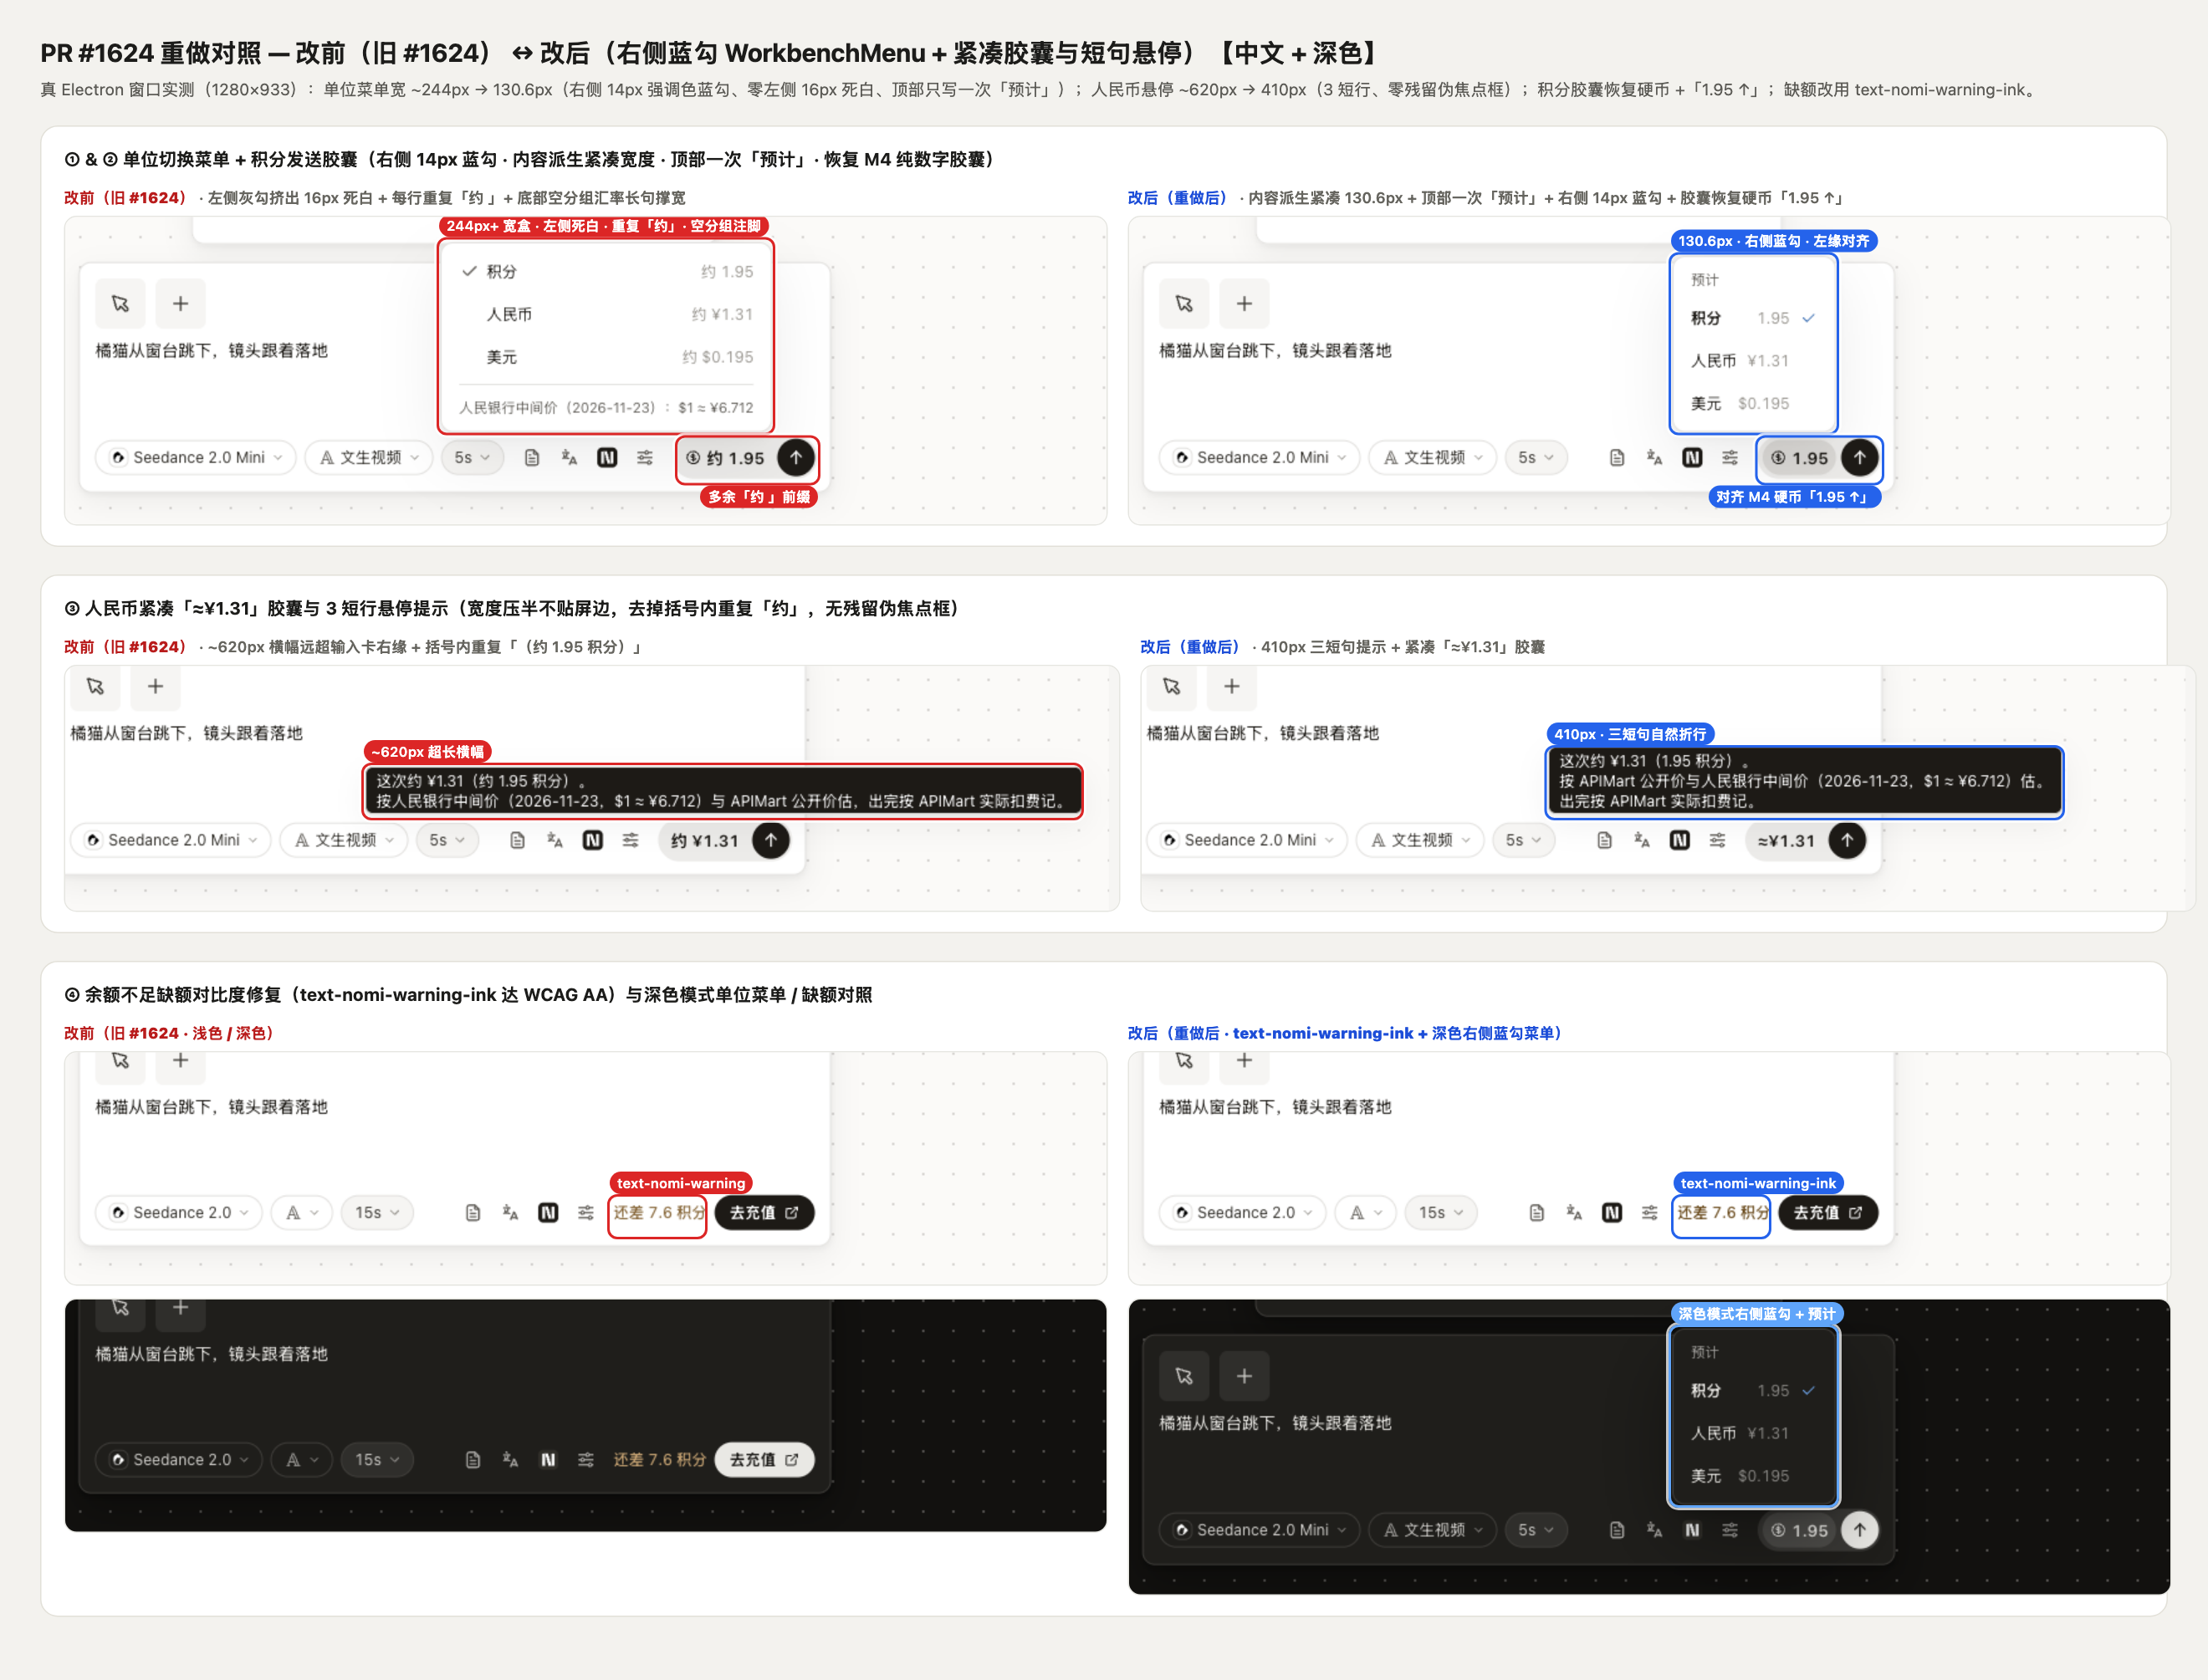 PR #1624 重做对照 — 改前（旧 #1624） ↔ 改后（右侧蓝勾 WorkbenchMenu + 紧凑胶囊与短句悬停）【中文 + 深色】
真 Electron 窗口实测（1280×933）：单位菜单宽 ~244px → 130.6px（右侧 14px 强调色蓝勾、零左侧 16px 死白、顶部只写一次「预计」）；人民币悬停 ~620px → 410px（3 短行、零残留伪焦点框）；积分胶囊恢复硬币 +「1.95 ↑」；缺额改用 text-nomi-warning-ink。
① & ② 单位切换菜单 + 积分发送胶囊（右侧 14px 蓝勾 · 内容派生紧凑宽度 · 顶部一次「预计」· 恢复 M4 纯数字胶囊）
改前（旧 #1624） · 左侧灰勾挤出 16px 死白 + 每行重复「约 」+ 底部空分组汇率长句撑宽
244px+ 宽盒 · 左侧死白 · 重复「约」· 空分组注脚
积分 约 1.95
人民币 约 ¥1.31
美元 约 $0.195
人民银行中间价（2026-11-23）：$1 ≈ ¥6.712
橘猫从窗台跳下，镜头跟着落地
Seedance 2.0 Mini 文生视频 5s 约 1.95
多余「约 」前缀
改后（重做后） · 内容派生紧凑 130.6px + 顶部一次「预计」+ 右侧 14px 蓝勾 + 胶囊恢复硬币「1.95 ↑」
130.6px · 右侧蓝勾 · 左缘对齐
预计
积分 1.95
人民币 ¥1.31
美元 $0.195
橘猫从窗台跳下，镜头跟着落地
Seedance 2.0 Mini 文生视频 5s 1.95
对齐 M4 硬币「1.95 ↑」
③ 人民币紧凑「≈¥1.31」胶囊与 3 短行悬停提示（宽度压半不贴屏边，去掉括号内重复「约」，无残留伪焦点框）
改前（旧 #1624） · ~620px 横幅远超输入卡右缘 + 括号内重复「（约 1.95 积分）」
橘猫从窗台跳下，镜头跟着落地
~620px 超长横幅
这次约 ¥1.31（约 1.95 积分）。
按人民银行中间价（2026-11-23，$1 ≈ ¥6.712）与 APIMart 公开价估，出完按 APIMart 实际扣费记。
Seedance 2.0 Mini 文生视频 5s 约 ¥1.31
改后（重做后） · 410px 三短句提示 + 紧凑「≈¥1.31」胶囊
橘猫从窗台跳下，镜头跟着落地
410px · 三短句自然折行
这次约 ¥1.31（1.95 积分）。
按 APIMart 公开价与人民银行中间价（2026-11-23，$1 ≈ ¥6.712）估。
出完按 APIMart 实际扣费记。
Seedance 2.0 Mini 文生视频 5s ≈¥1.31
④ 余额不足缺额对比度修复（text-nomi-warning-ink 达 WCAG AA）与深色模式单位菜单 / 缺额对照
改前（旧 #1624 · 浅色 / 深色）
橘猫从窗台跳下，镜头跟着落地
text-nomi-warning
Seedance 2.0 15s 还差 7.6 积分 去充值
橘猫从窗台跳下，镜头跟着落地
Seedance 2.0 15s 还差 7.6 积分 去充值
改后（重做后 · text-nomi-warning-ink + 深色右侧蓝勾菜单）
橘猫从窗台跳下，镜头跟着落地
text-nomi-warning-ink
Seedance 2.0 15s 还差 7.6 积分 去充值
深色模式右侧蓝勾 + 预计
预计
积分 1.95
人民币 ¥1.31
美元 $0.195
橘猫从窗台跳下，镜头跟着落地
Seedance 2.0 Mini 文生视频 5s 1.95